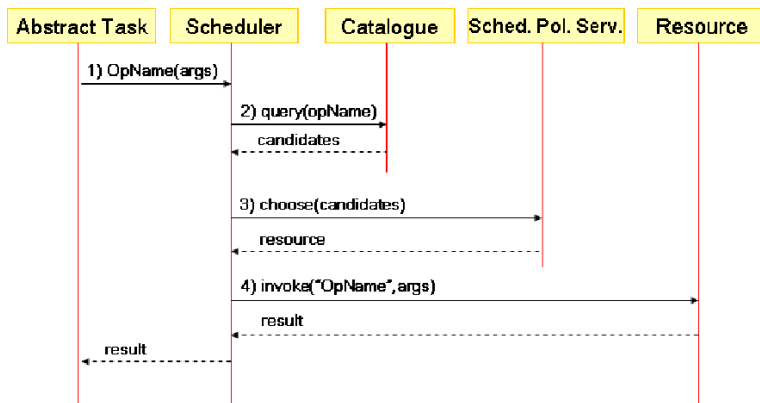 Abstract Task Scheduler Catalogue Sched. Pol. Serv. Resource
1) OpName(args)
2) query(opName)
candidates
3) choose(candidates)
resource
4) invoke("OpName",args)
result
result